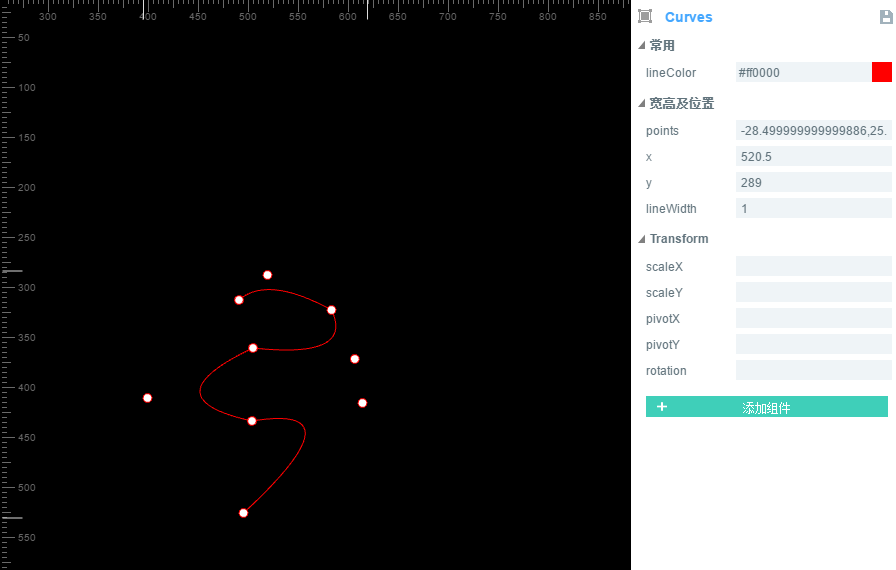 300 350 400 450 500 550 600 650 700 750 800 850
50
100
150
200
250
300
350
400
450
500
550
Curves
常用
lineColor #ff0000
宽高及位置
points -28.499999999999886,25.
x 520.5
y 289
lineWidth 1
Transform
scaleX
scaleY
pivotX
pivotY
rotation
+ 添加组件